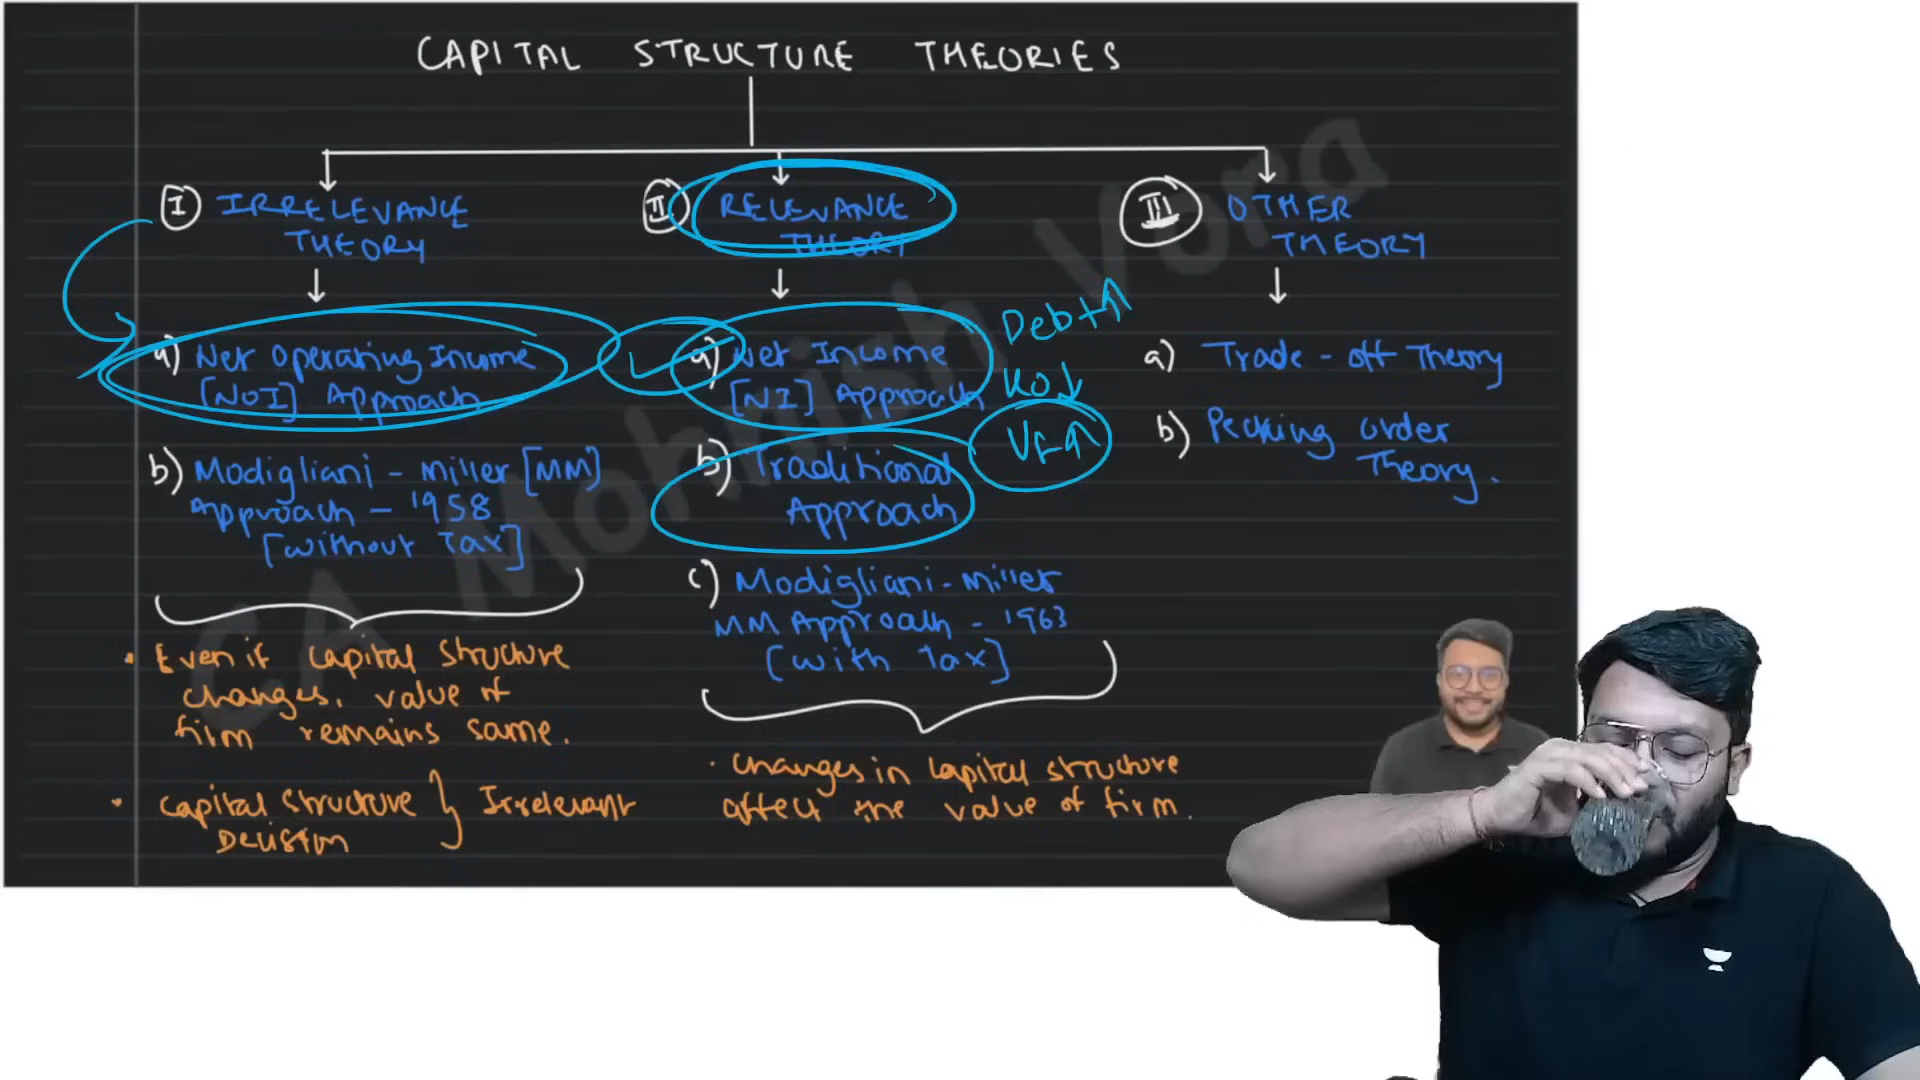 CAPITAL STRUCTURE THEORIES
I IRRELEVANCE THEORY
a) Net Operating Income
[NOI] Approach
b) Modigliani - Miller [MM]
Approach - 1958
[without Tax]
• Even if capital structure
changes, value of
firm remains same.
• Capital Structure
Decision } Irrelevant
II RELEVANCE
THEORY
a) Net Income
[NI] Approach
Debt↑
Ko↓
VF↑
b) Traditional
Approach
c) Modigliani - Miller
MM Approach - 1963
[with Tax]
• Changes in capital structure
affect the value of firm.
III OTHER
THEORY
a) Trade - off Theory
b) Pecking Order
Theory.
CA Mohnish Vora